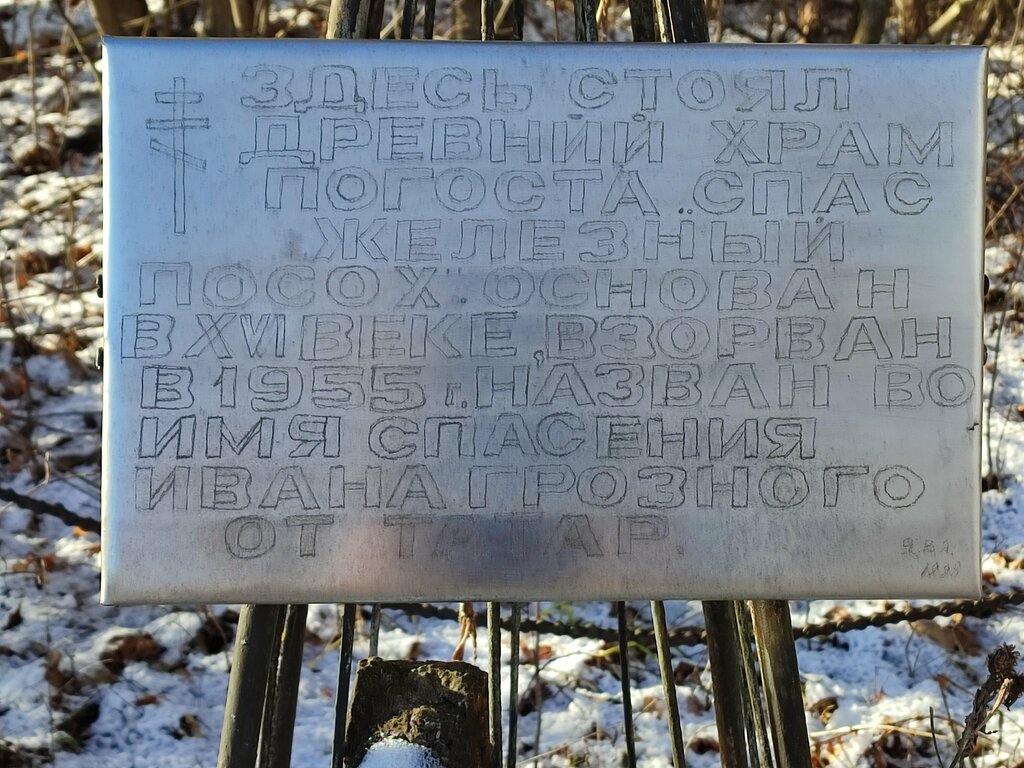 ЗДЕСЬ СТОЯЛ
ДРЕВНИЙ ХРАМ
ПОГОСТА "СПАС
ЖЕЛЕЗНЫЙ
ПОСОХ" ОСНОВАН
В XVI ВЕКЕ, ВЗОРВАН
В 1955 г. НАЗВАН ВО
ИМЯ СПАСЕНИЯ
ИВАНА ГРОЗНОГО
ОТ ТАТАР.